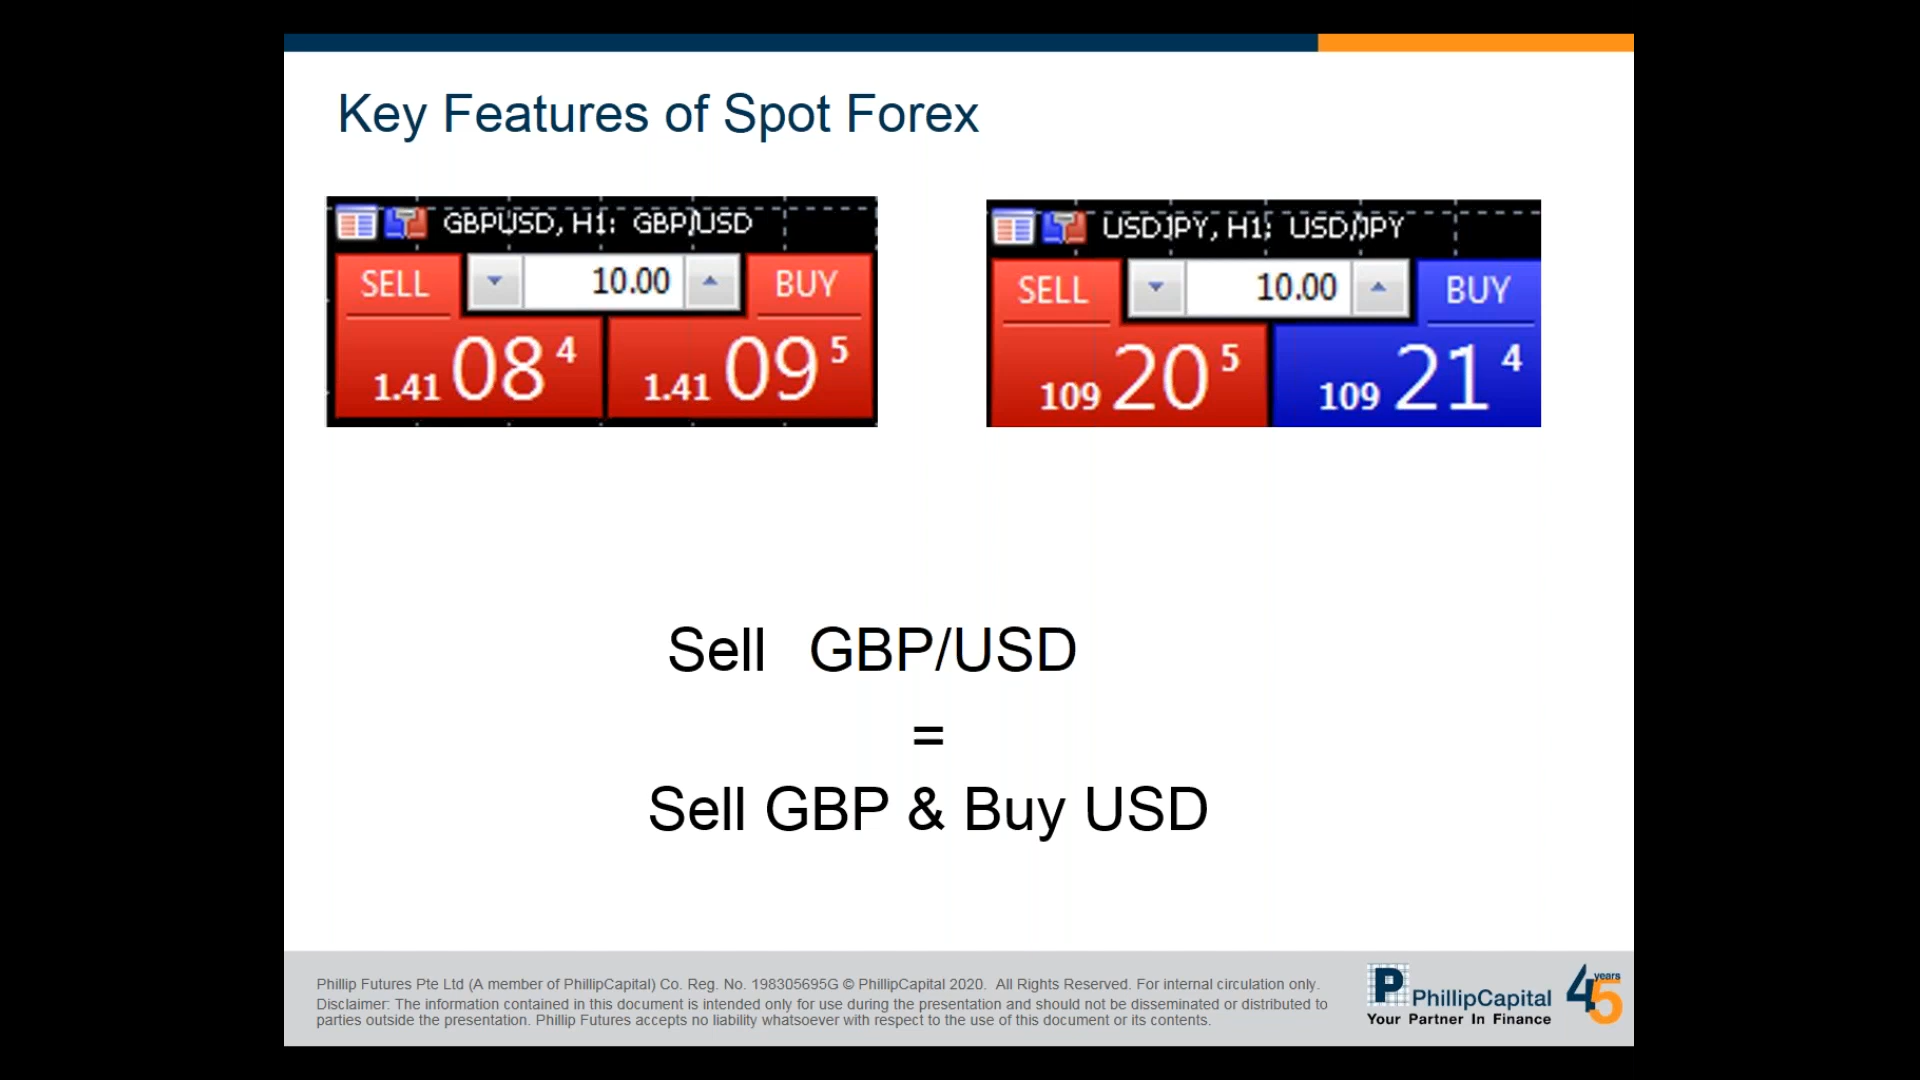 Key Features of Spot Forex
GBPUSD, H1: GBP/USD
SELL 10.00 BUY
1.41 08 4 1.41 09 5
USDJPY, H1: USD/JPY
SELL 10.00 BUY
109 20 5 109 21 4
Sell GBP/USD
=
Sell GBP & Buy USD
Phillip Futures Pte Ltd (A member of PhillipCapital) Co. Reg. No. 198305695G © PhillipCapital 2020. All Rights Reserved. For internal circulation only.
Disclaimer: The information contained in this document is intended only for use during the presentation and should not be disseminated or distributed to
parties outside the presentation. Phillip Futures accepts no liability whatsoever with respect to the use of this document or its contents.
P PhillipCapital
Your Partner In Finance
45 years